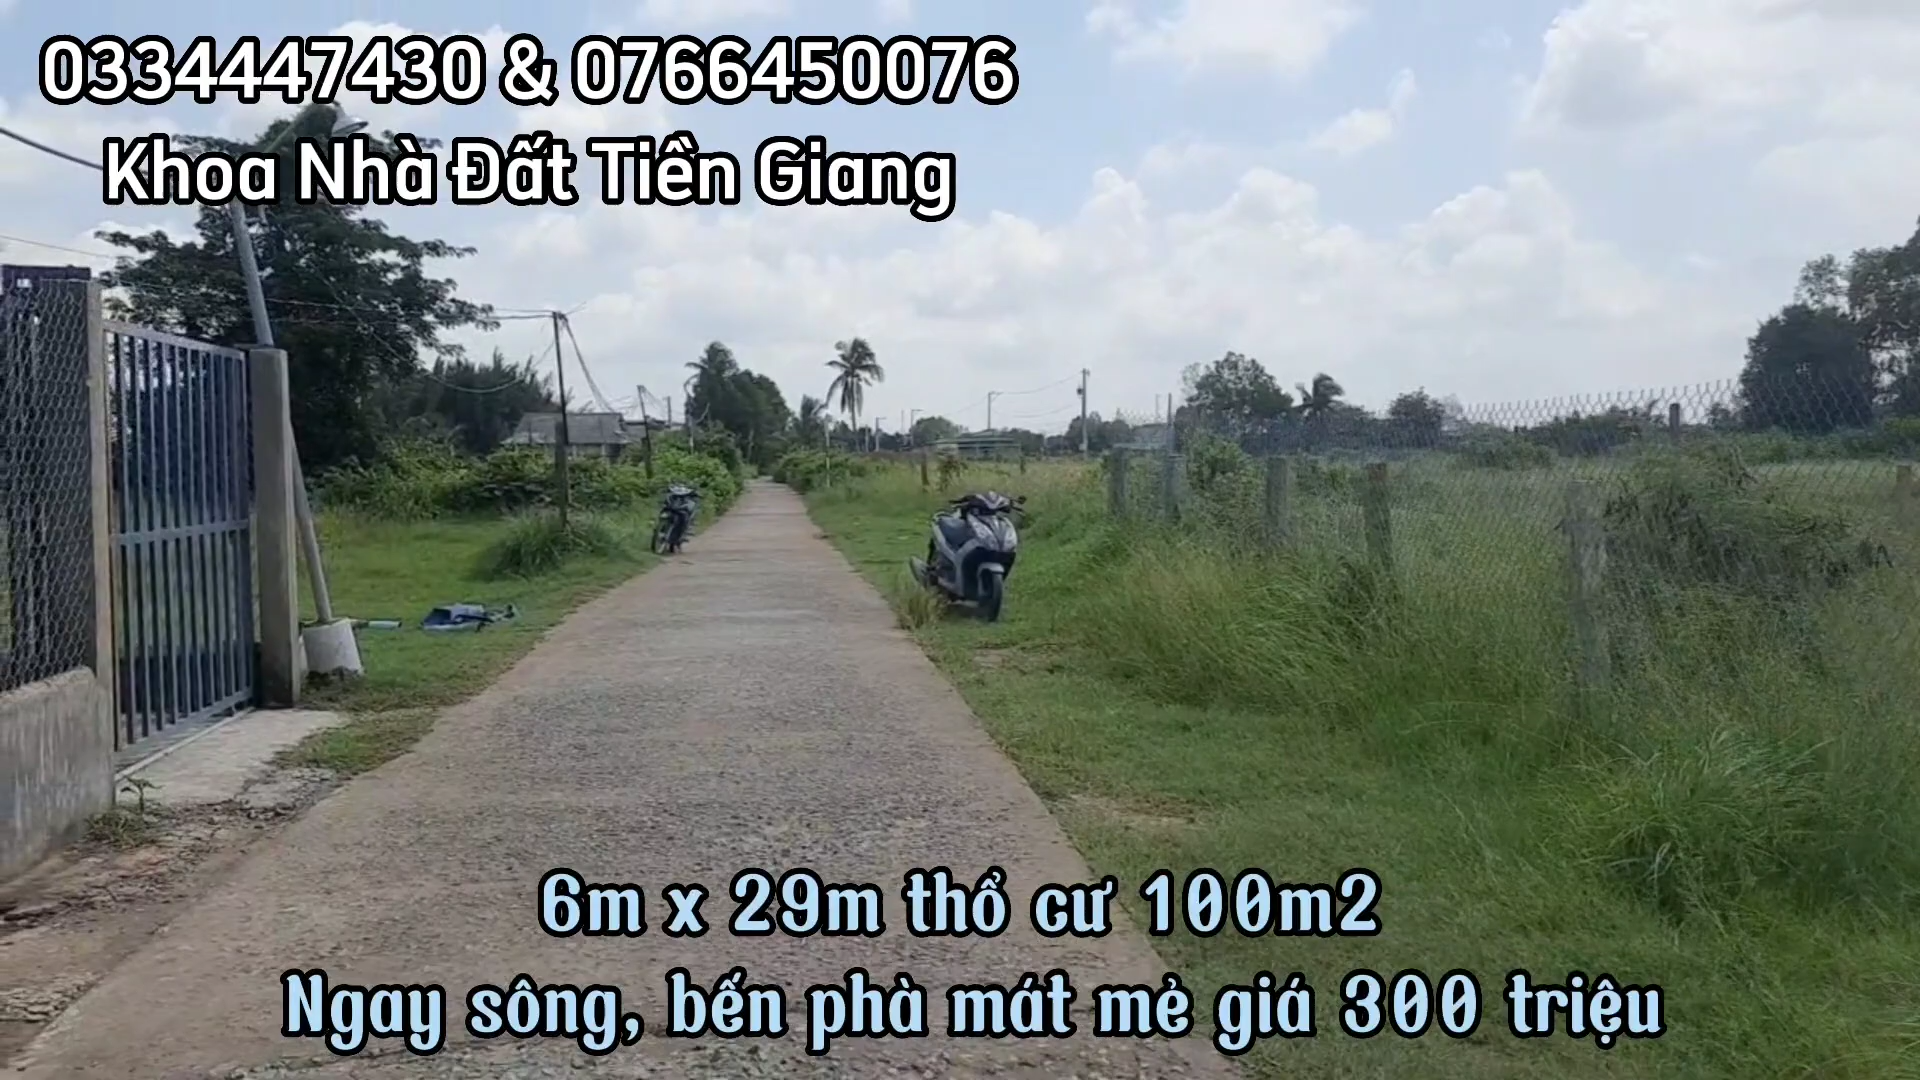 0334447430 & 0766450076
Khoa Nhà Đất Tiền Giang
6m x 29m thổ cư 100m2
Ngay sông, bến phà mát mẻ giá 300 triệu